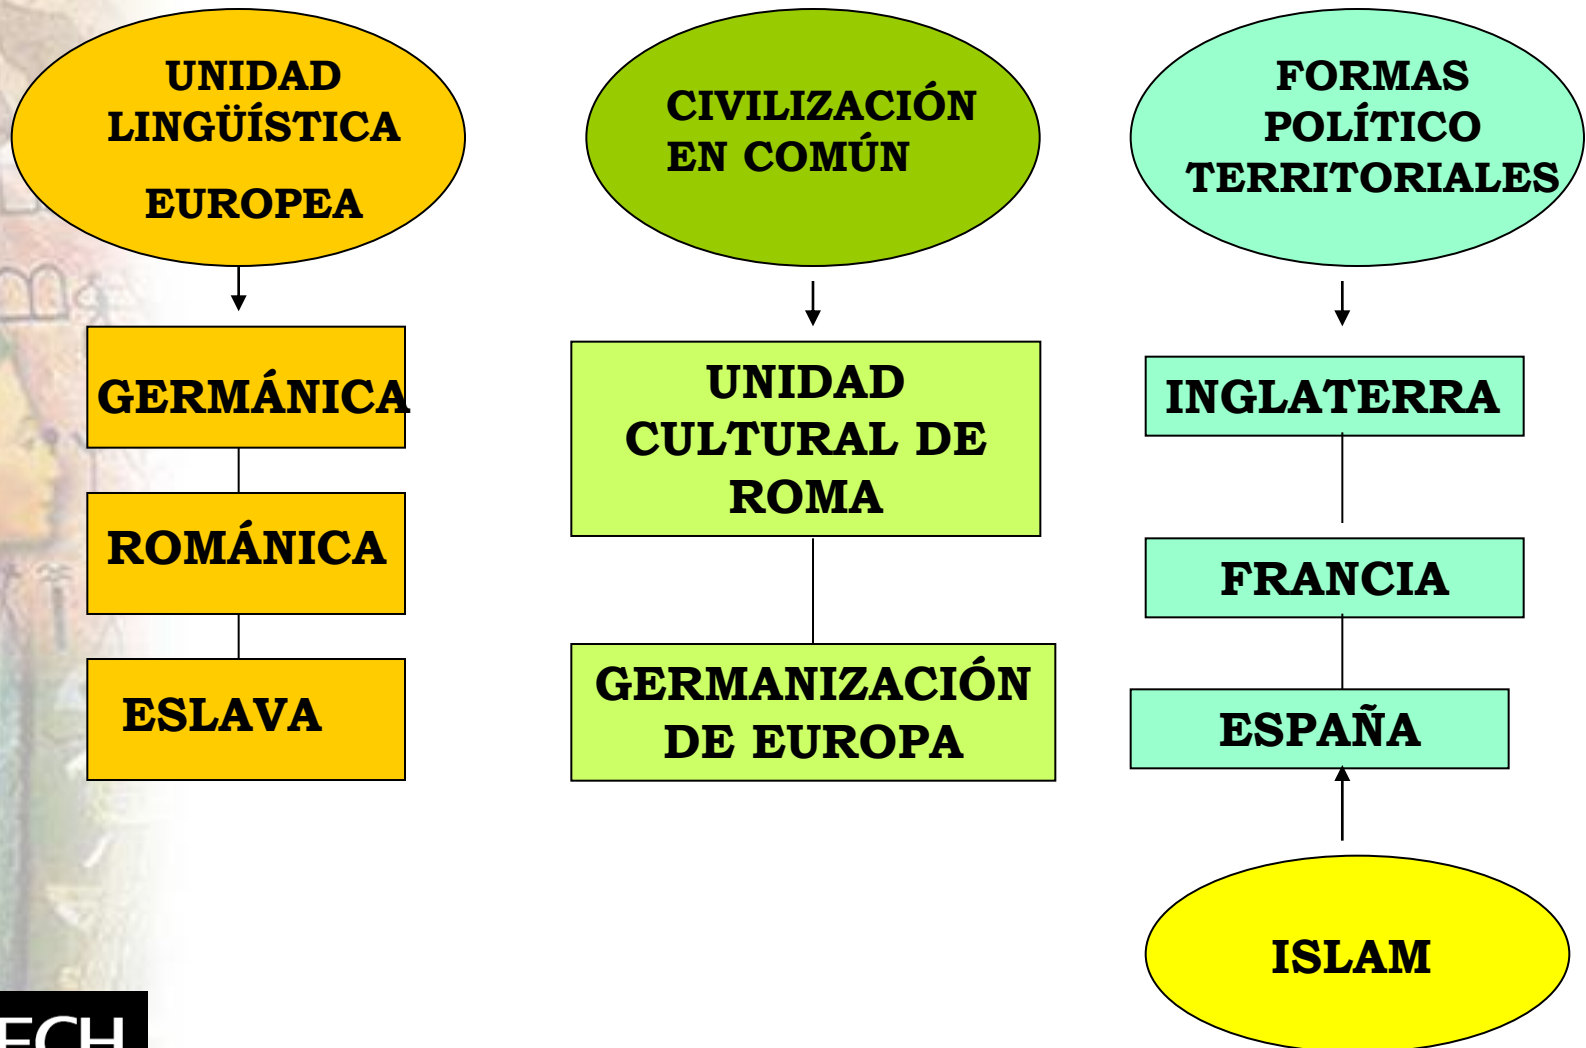 UNIDAD
LINGÜÍSTICA
EUROPEA
GERMÁNICA
ROMÁNICA
ESLAVA
CIVILIZACIÓN
EN COMÚN
UNIDAD
CULTURAL DE
ROMA
GERMANIZACIÓN
DE EUROPA
FORMAS
POLÍTICO
TERRITORIALES
INGLATERRA
FRANCIA
ESPAÑA
ISLAM